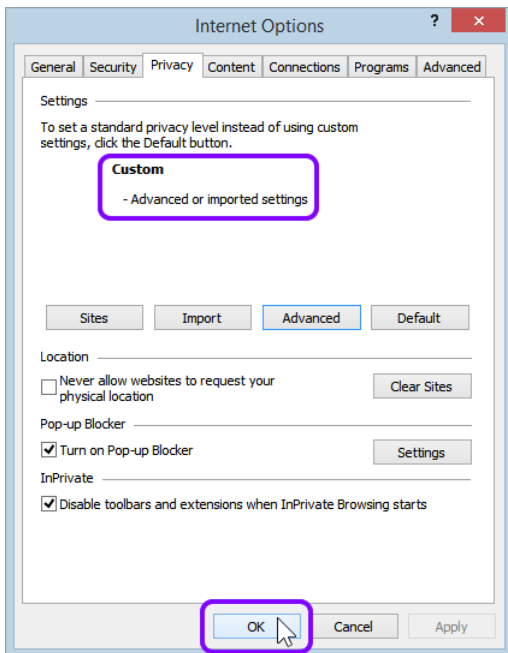 Internet Options
?
×
General Security Privacy Content Connections Programs Advanced
Settings
To set a standard privacy level instead of using custom
settings, click the Default button.
Custom
- Advanced or imported settings
Sites Import Advanced Default
Location
Never allow websites to request your
physical location
Clear Sites
Pop-up Blocker
Turn on Pop-up Blocker
Settings
InPrivate
Disable toolbars and extensions when InPrivate Browsing starts
OK Cancel Apply